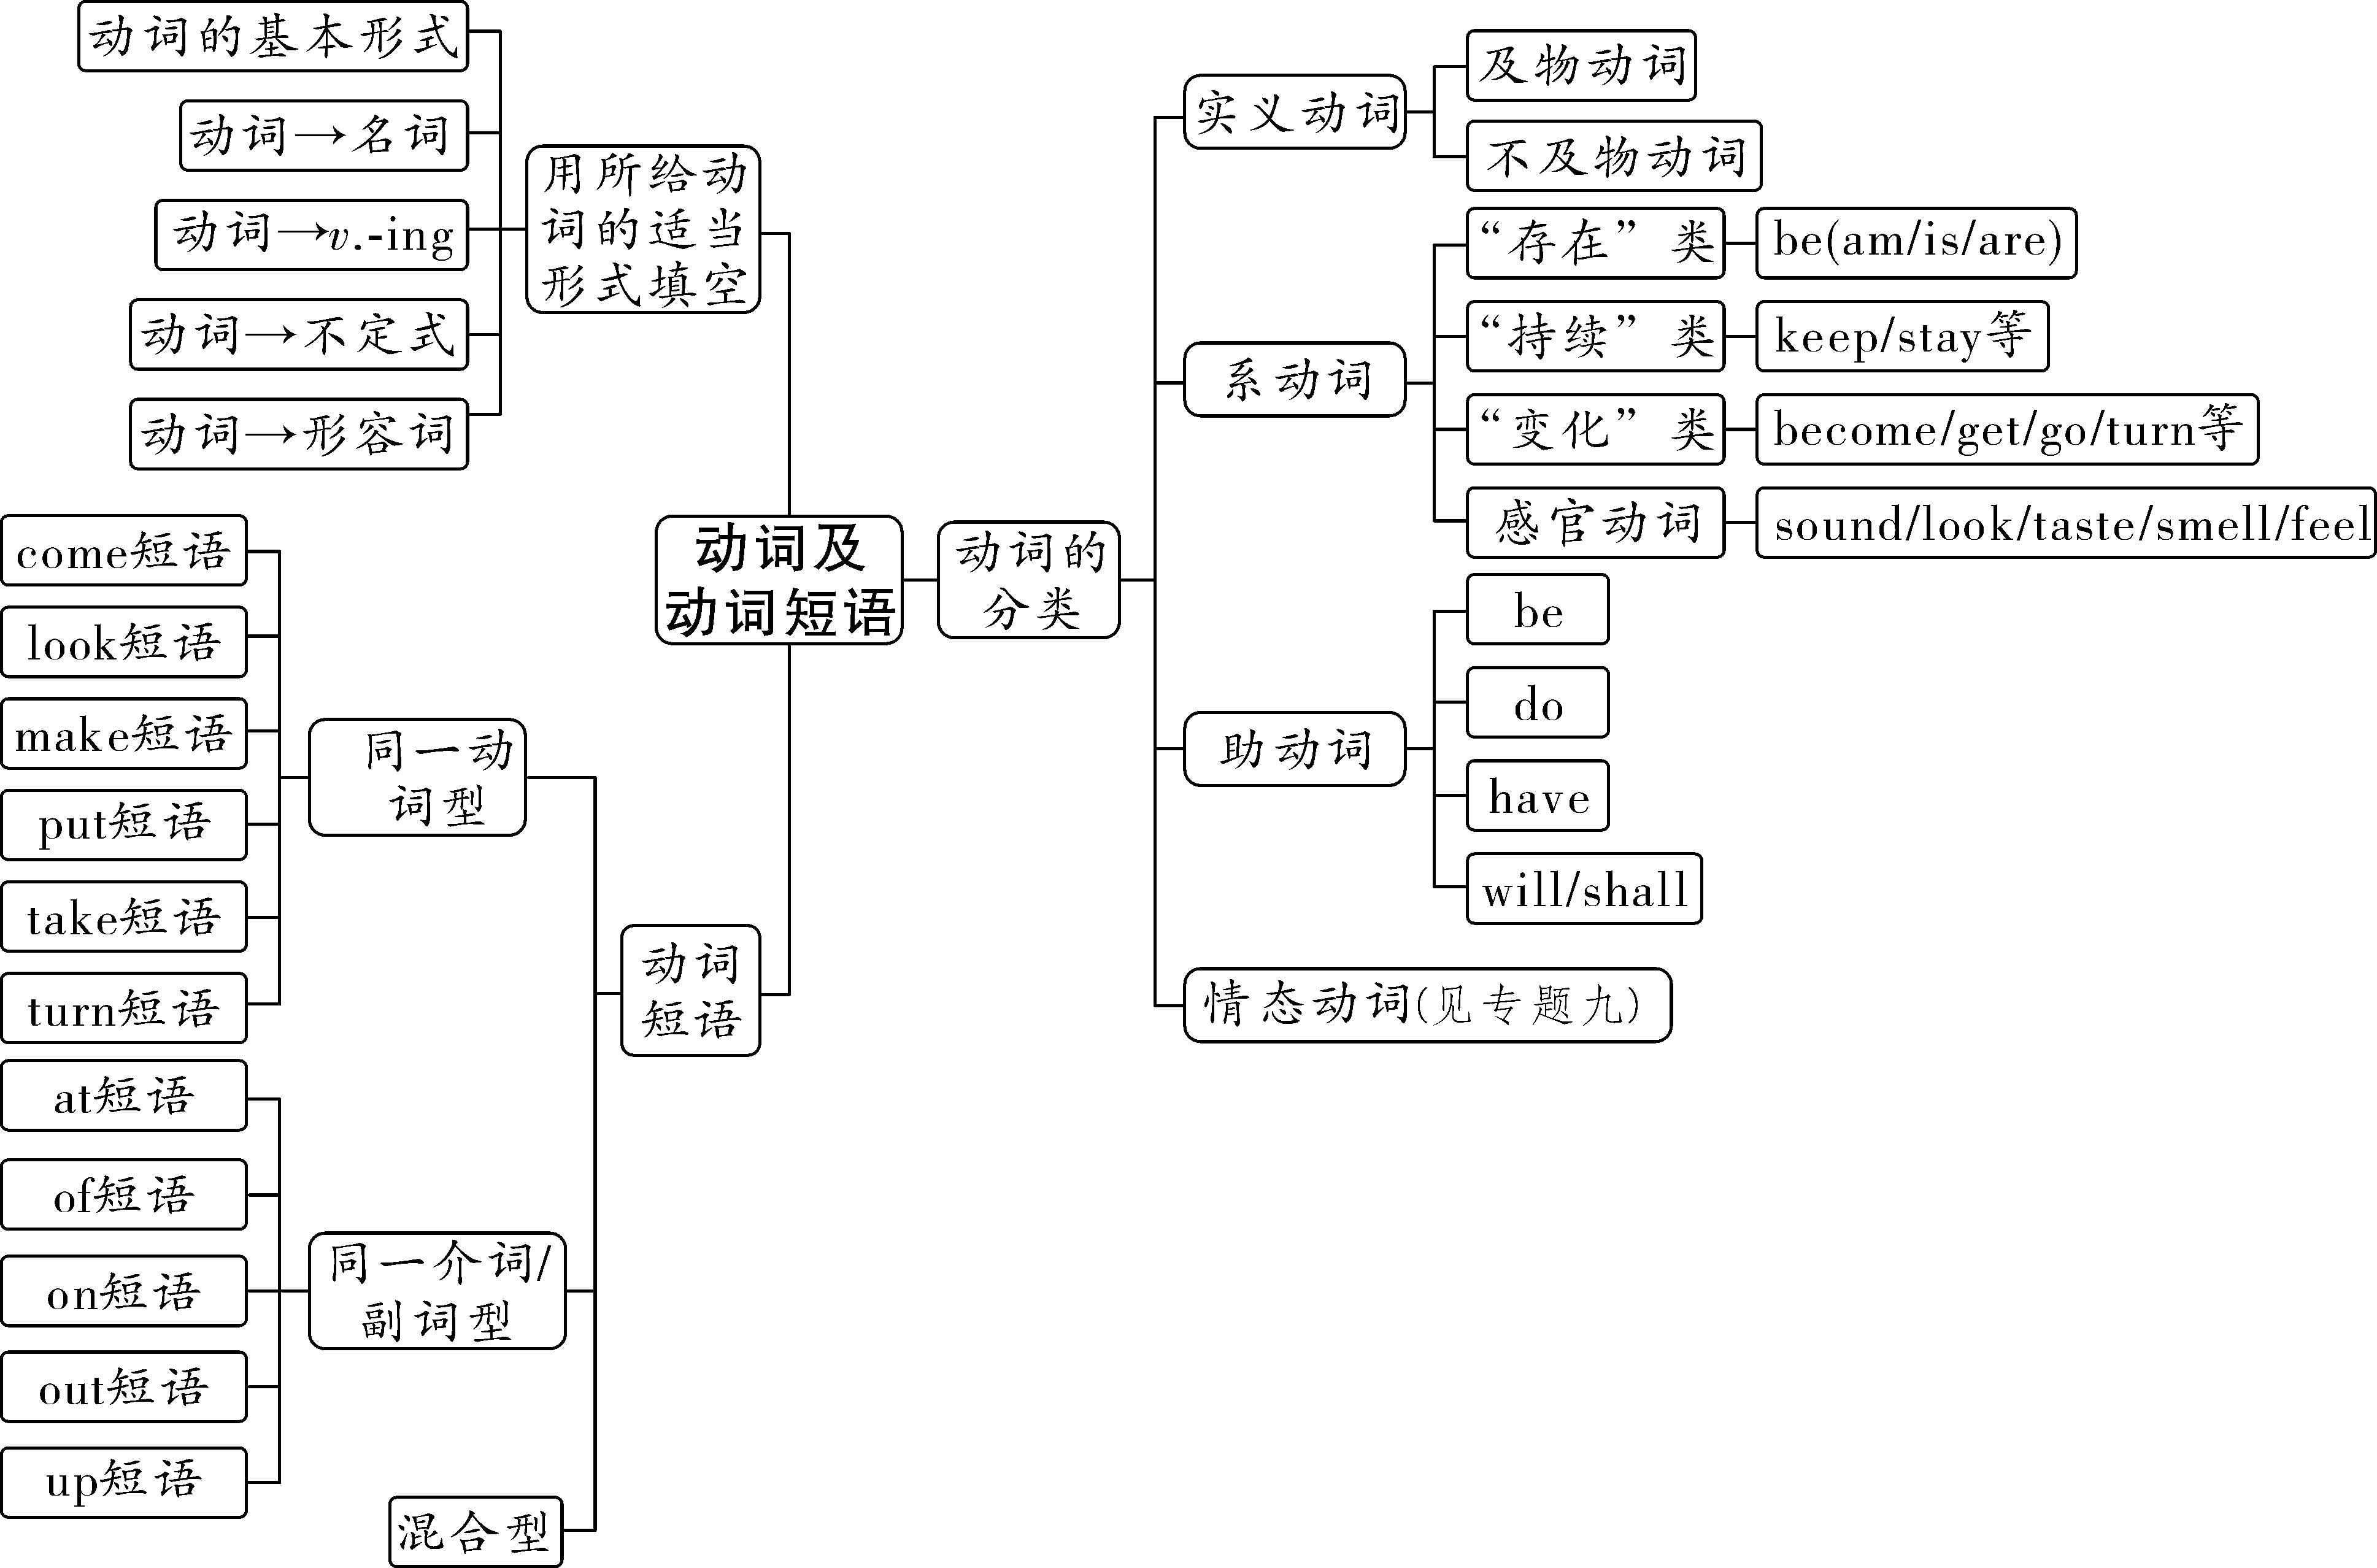 动词及
动词短语
用所给动
词的适当
形式填空
动词的基本形式
动词→名词
动词→v.-ing
动词→不定式
动词→形容词
动词
短语
同一动
词型
come短语
look短语
make短语
put短语
take短语
turn短语
同一介词/
副词型
at短语
of短语
on短语
out短语
up短语
混合型
动词的
分类
实义动词
及物动词
不及物动词
系动词
“存在”类
be(am/is/are)
“持续”类
keep/stay等
“变化”类
become/get/go/turn等
感官动词
sound/look/taste/smell/feel
助动词
be
do
have
will/shall
情态动词(见专题九)